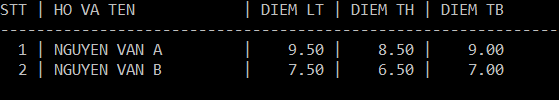 STT | HO VA TEN | DIEM LT | DIEM TH | DIEM TB
--------------------------------------------------------------
1 | NGUYEN VAN A | 9.50 | 8.50 | 9.00
2 | NGUYEN VAN B | 7.50 | 6.50 | 7.00